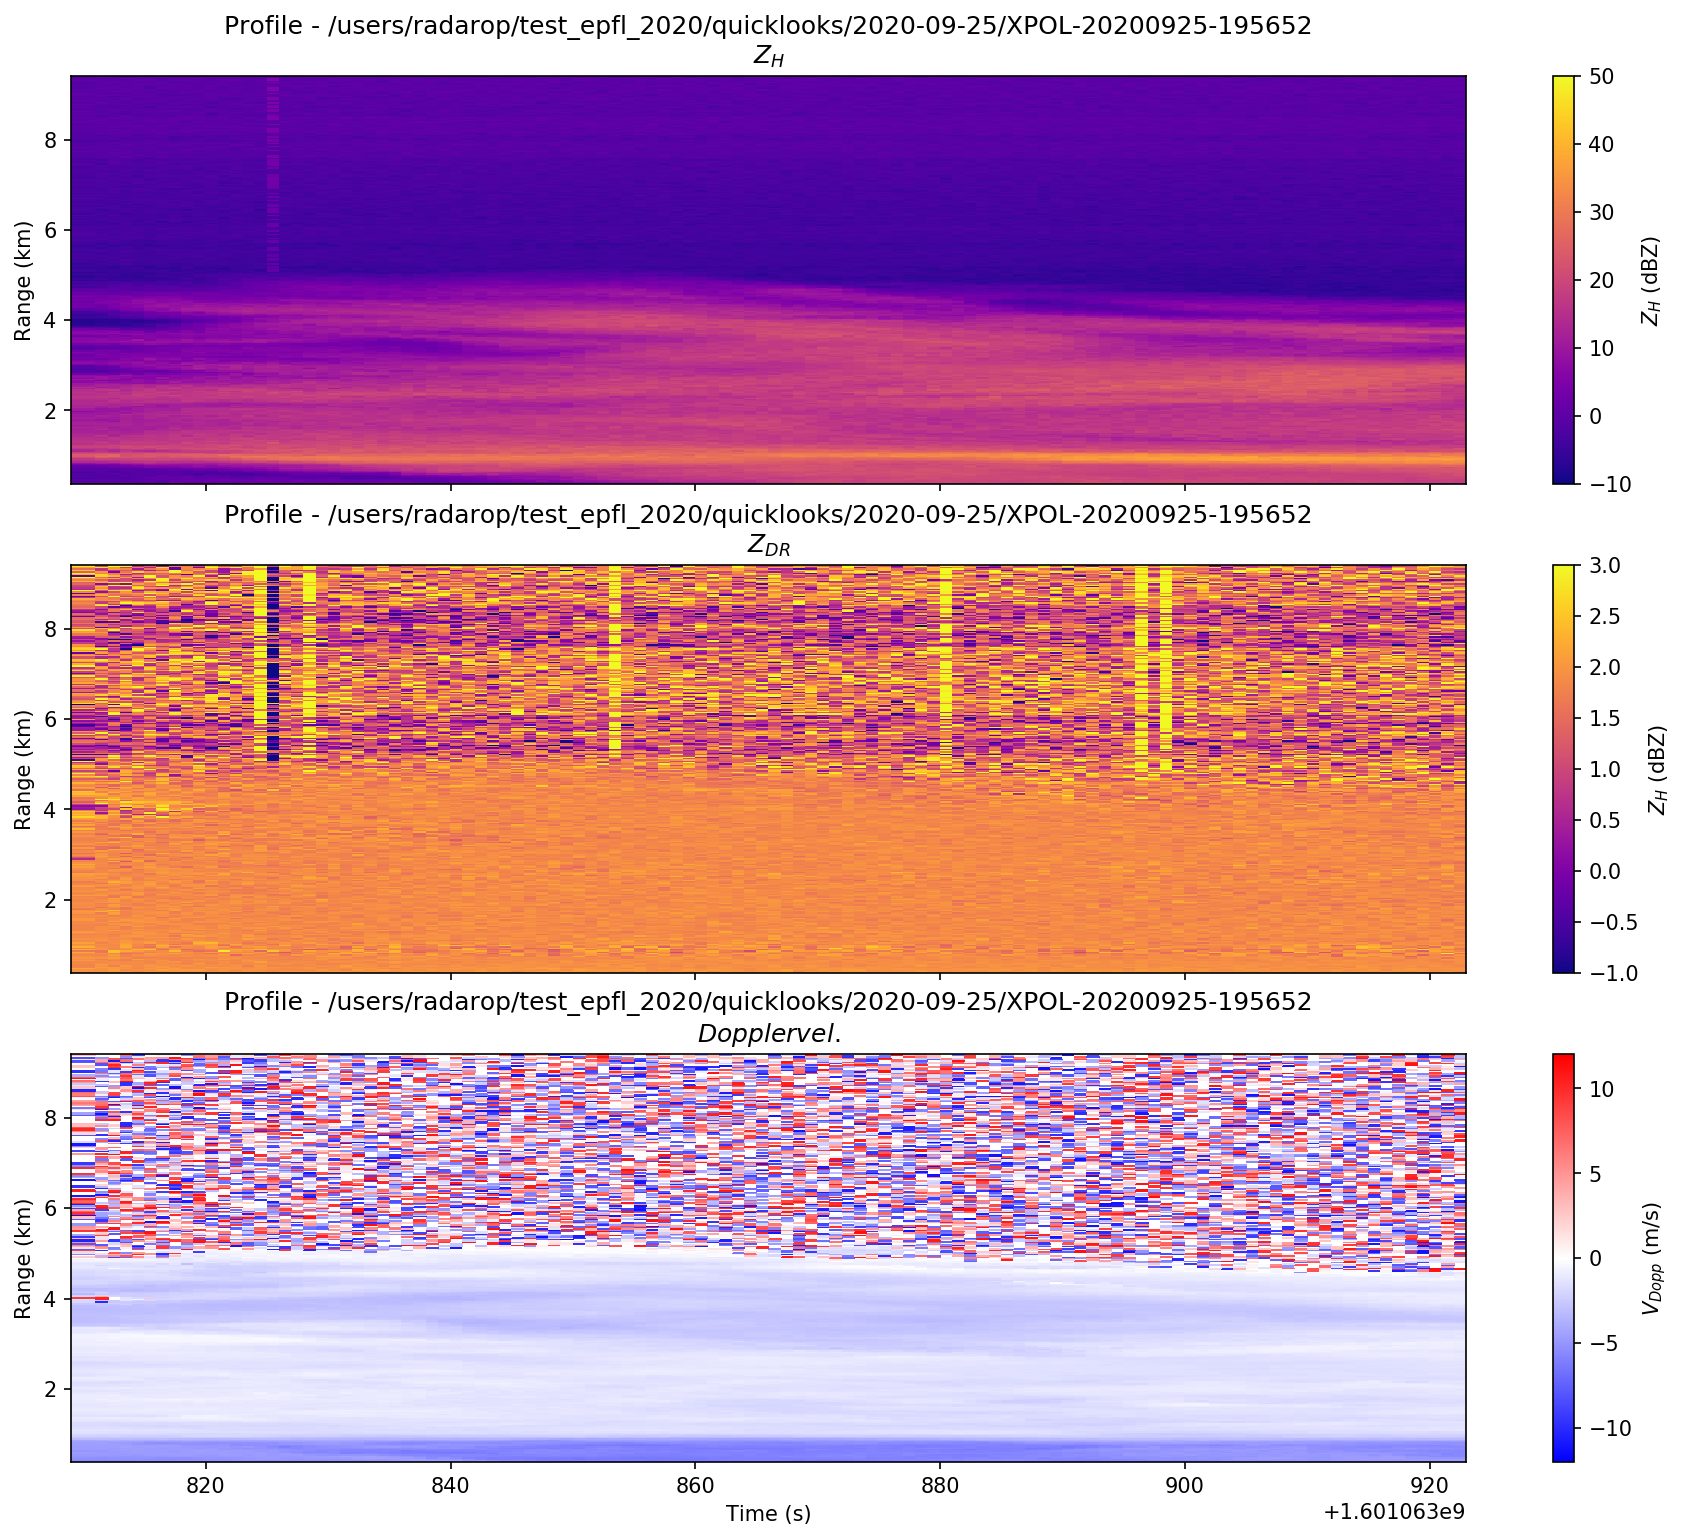 Profile - /users/radarop/test_epfl_2020/quicklooks/2020-09-25/XPOL-20200925-195652
Z_H
8
6
4
2
Range (km)
50
40
30
20
10
0
−10
Z_H (dBZ)
Profile - /users/radarop/test_epfl_2020/quicklooks/2020-09-25/XPOL-20200925-195652
Z_DR
8
6
4
2
Range (km)
3.0
2.5
2.0
1.5
1.0
0.5
0.0
−0.5
−1.0
Z_H (dBZ)
Profile - /users/radarop/test_epfl_2020/quicklooks/2020-09-25/XPOL-20200925-195652
Dopplervel.
8
6
4
2
Range (km)
10
5
0
−5
−10
V_Dopp (m/s)
820 840 860 880 900 920
Time (s)
+1.601063e9